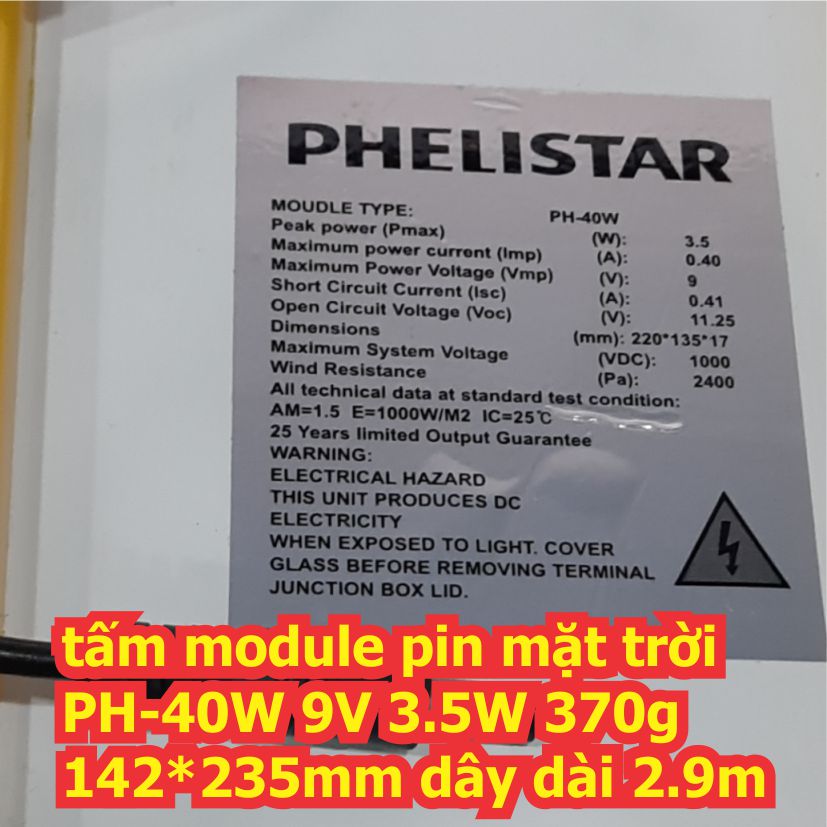 PHELISTAR
MOUDLE TYPE: PH-40W
Peak power (Pmax) (W): 3.5
Maximum power current (Imp) (A): 0.40
Maximum Power Voltage (Vmp) (V): 9
Short Circuit Current (Isc) (A): 0.41
Open Circuit Voltage (Voc) (V): 11.25
Dimensions (mm): 220*135*17
Maximum System Voltage (VDC): 1000
Wind Resistance (Pa): 2400
All technical data at standard test condition:
AM=1.5 E=1000W/M2 IC=25℃
25 Years limited Output Guarantee
WARNING:
ELECTRICAL HAZARD
THIS UNIT PRODUCES DC
ELECTRICITY
WHEN EXPOSED TO LIGHT. COVER
GLASS BEFORE REMOVING TERMINAL
JUNCTION BOX LID.
tấm module pin mặt trời
PH-40W 9V 3.5W 370g
142*235mm dây dài 2.9m